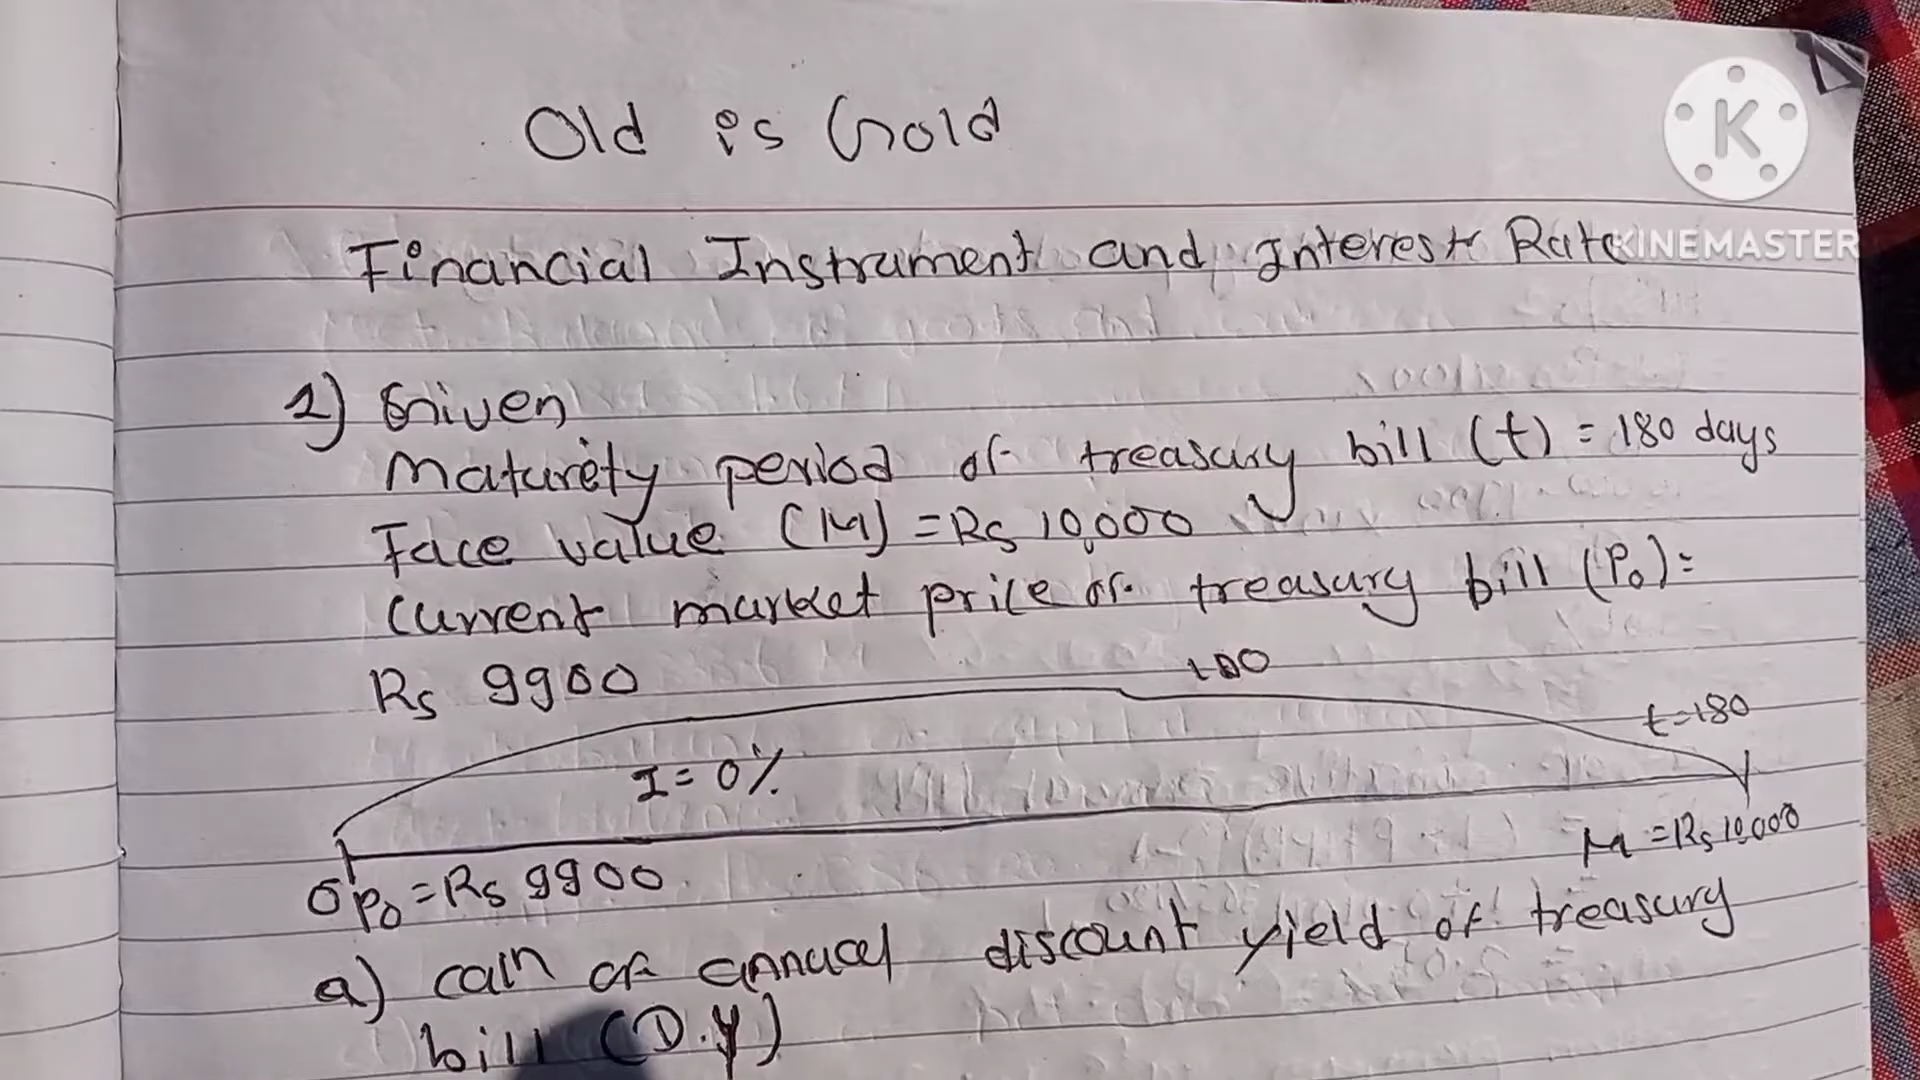 Old is Gold
K
KINEMASTER
Financial Instrument and Interest Rate
1) Given
Maturity period of treasury bill (t) = 180 days
Face value (M) = Rs 10,000
Current market price of treasury bill (P0) =
Rs 9900
180
t=180
I = 0%
M = Rs 10,000
0 P0 = Rs 9900
a) caln of annual discount yield of treasury
bill (D.Y)